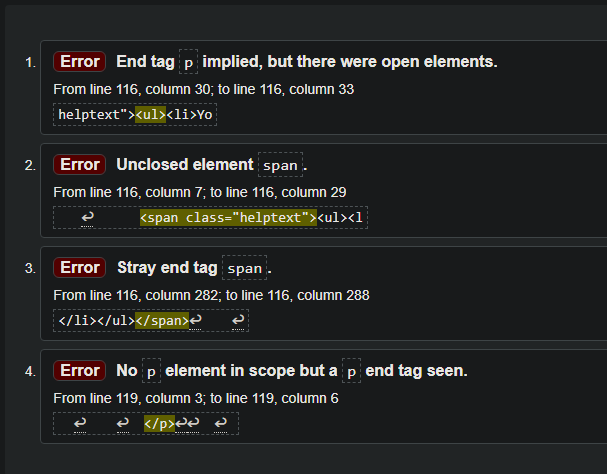 1. Error End tag p implied, but there were open elements.
From line 116, column 30; to line 116, column 33
helptext"><ul><li>Yo
2. Error Unclosed element span.
From line 116, column 7; to line 116, column 29
↩ <span class="helptext"><ul><l
3. Error Stray end tag span.
From line 116, column 282; to line 116, column 288
</li></ul></span>↩ ↩
4. Error No p element in scope but a p end tag seen.
From line 119, column 3; to line 119, column 6
↩ ↩ </p>↩↩ ↩